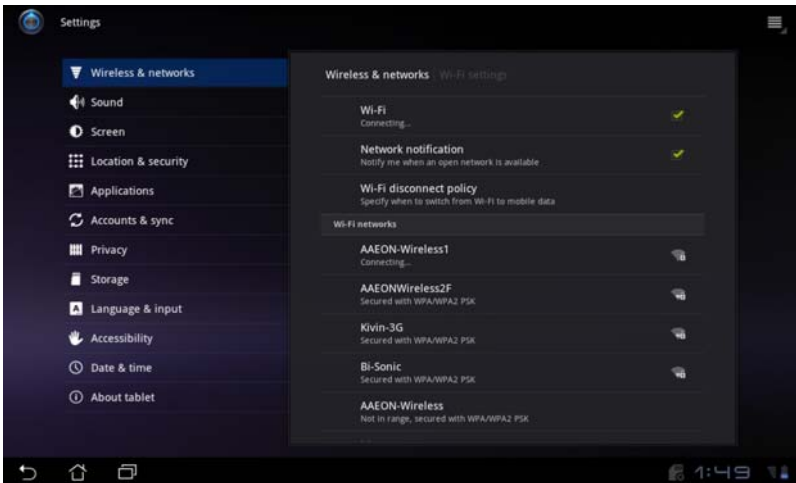 Settings
Wireless & networks
Sound
Screen
Location & security
Applications
Accounts & sync
Privacy
Storage
Language & input
Accessibility
Date & time
About tablet
Wireless & networks Wi-Fi settings
Wi-Fi
Connecting...
Network notification
Notify me when an open network is available
Wi-Fi disconnect policy
Specify when to switch from Wi-Fi to mobile data
Wi-Fi networks
AAEON-Wireless1
Connecting...
AAEONWireless2F
Secured with WPA/WPA2 PSK
Kivin-3G
Secured with WPA/WPA2 PSK
Bi-Sonic
Secured with WPA/WPA2 PSK
AAEON-Wireless
Not in range, secured with WPA/WPA2 PSK
1:49